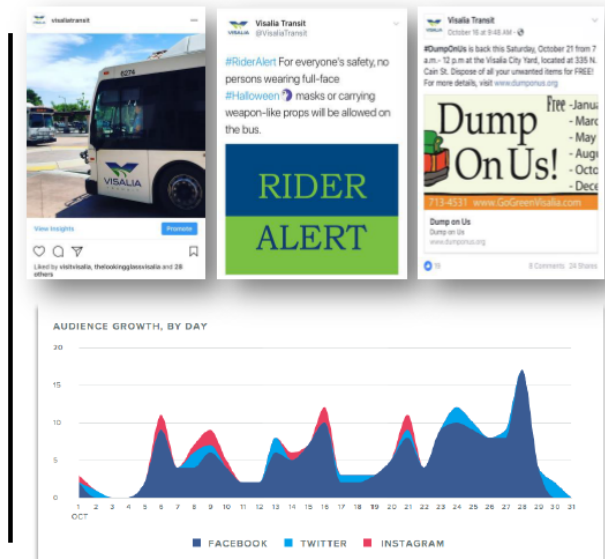 visaliatransit
6274
VISALIA
TRANSIT
View Insights
Promote
Liked by visitvisalia, thelookingglassvisalia and 28
others
VISALIA
Visalia Transit
@VisaliaTransit
#RiderAlert For everyone's safety, no
persons wearing full-face
#Halloween masks or carrying
weapon-like props will be allowed on
the bus.
RIDER
ALERT
VISALIA
Visalia Transit
October 16 at 9:48 AM
#DumpOnUs is back this Saturday, October 21 from 7
a.m.- 12 p.m at the Visalia City Yard, located at 335 N.
Cain St. Dispose of all your unwanted items for FREE!
For more details, visit www.dumponus.org
Dump
On Us!
Free -Janua
- Marc
- May
- Augu
- Octo
- Dece
713-4531 www.GoGreenVisalia.com
Dump on Us
Dump on Us
www.dumponus.org
19
8 Comments 24 Shares
AUDIENCE GROWTH, BY DAY
20
15
10
5
0
1 2 3 4 5 6 7 8 9 10 11 12 13 14 15 16 17 18 19 20 21 22 23 24 25 26 27 28 29 30 31
OCT
FACEBOOK TWITTER INSTAGRAM